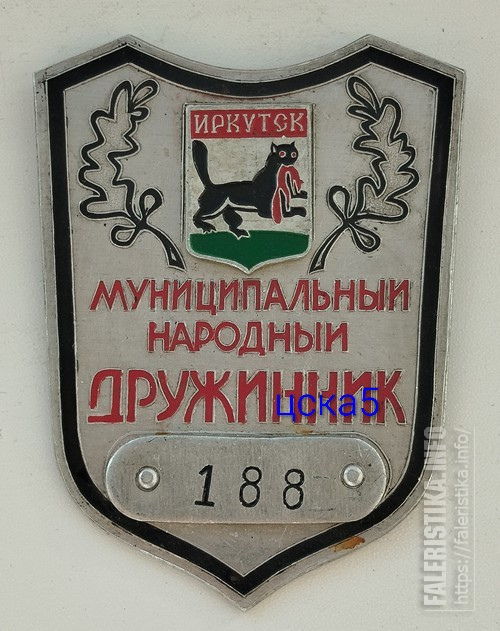 ИРКУТСК
МУНИЦИПАЛЬНЫЙ
НАРОДНЫЙ
ДРУЖИННИК
цска5
188
FALERISTIKA.INFO
https://faleristika.info/